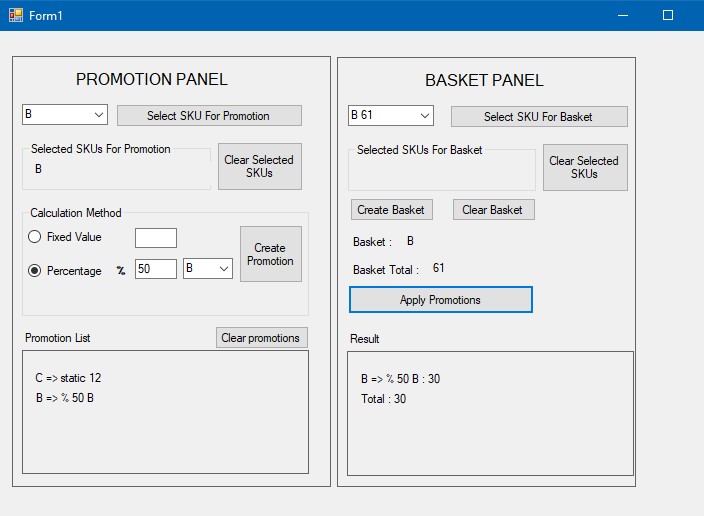 Form1
PROMOTION PANEL
B
Select SKU For Promotion
Selected SKUs For Promotion
B
Clear Selected
SKUs
Calculation Method
Fixed Value
Percentage % 50 B
Create
Promotion
Promotion List
Clear promotions
C => static 12
B => % 50 B
BASKET PANEL
B 61
Select SKU For Basket
Selected SKUs For Basket
Clear Selected
SKUs
Create Basket
Clear Basket
Basket : B
Basket Total : 61
Apply Promotions
Result
B => % 50 B : 30
Total : 30